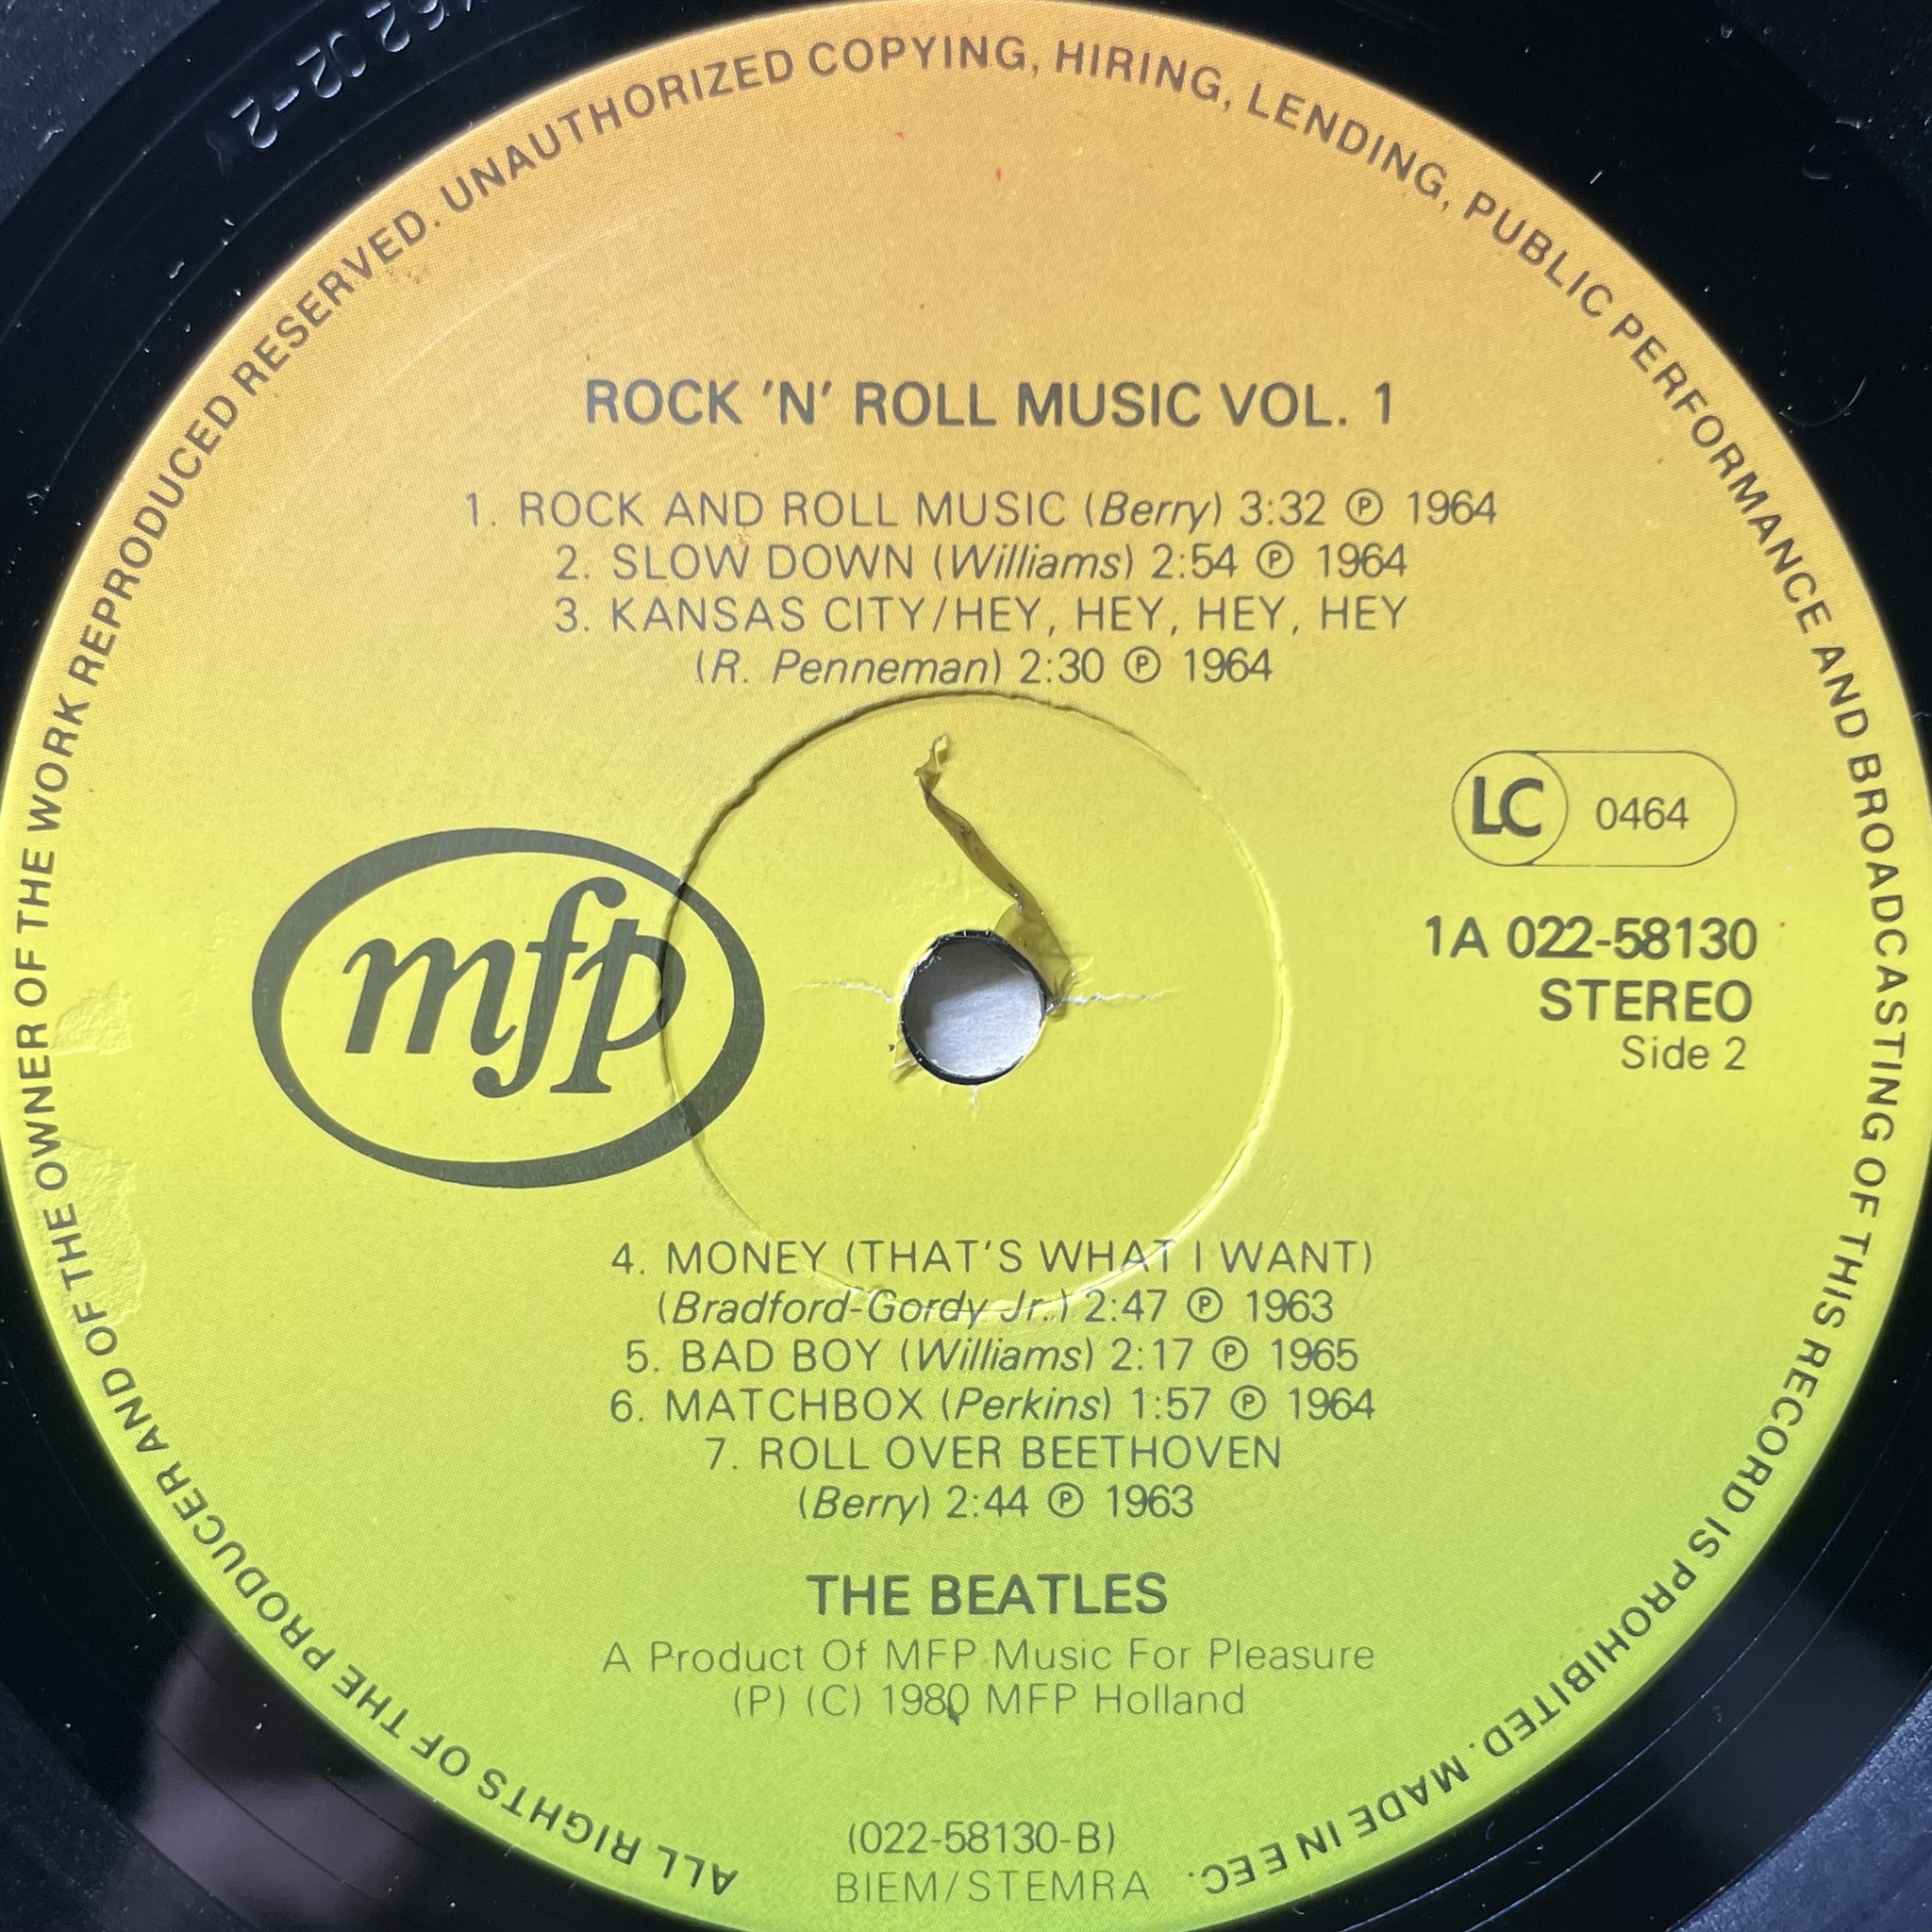 ALL RIGHTS OF THE PRODUCER AND OF THE OWNER OF THE WORK REPRODUCED RESERVED. UNAUTHORIZED COPYING, HIRING, LENDING, PUBLIC PERFORMANCE AND BROADCASTING OF THIS RECORD IS PROHIBITED. MADE IN EEC.
ROCK 'N' ROLL MUSIC VOL. 1
1. ROCK AND ROLL MUSIC (Berry) 3:32 ℗ 1964
2. SLOW DOWN (Williams) 2:54 ℗ 1964
3. KANSAS CITY/HEY, HEY, HEY, HEY
(R. Penneman) 2:30 ℗ 1964
mfp
LC 0464
1A 022-58130
STEREO
Side 2
4. MONEY (THAT'S WHAT I WANT)
(Bradford-Gordy Jr.) 2:47 ℗ 1963
5. BAD BOY (Williams) 2:17 ℗ 1965
6. MATCHBOX (Perkins) 1:57 ℗ 1964
7. ROLL OVER BEETHOVEN
(Berry) 2:44 ℗ 1963
THE BEATLES
A Product Of MFP Music For Pleasure
(P) (C) 1980 MFP Holland
(022-58130-B)
BIEM/STEMRA